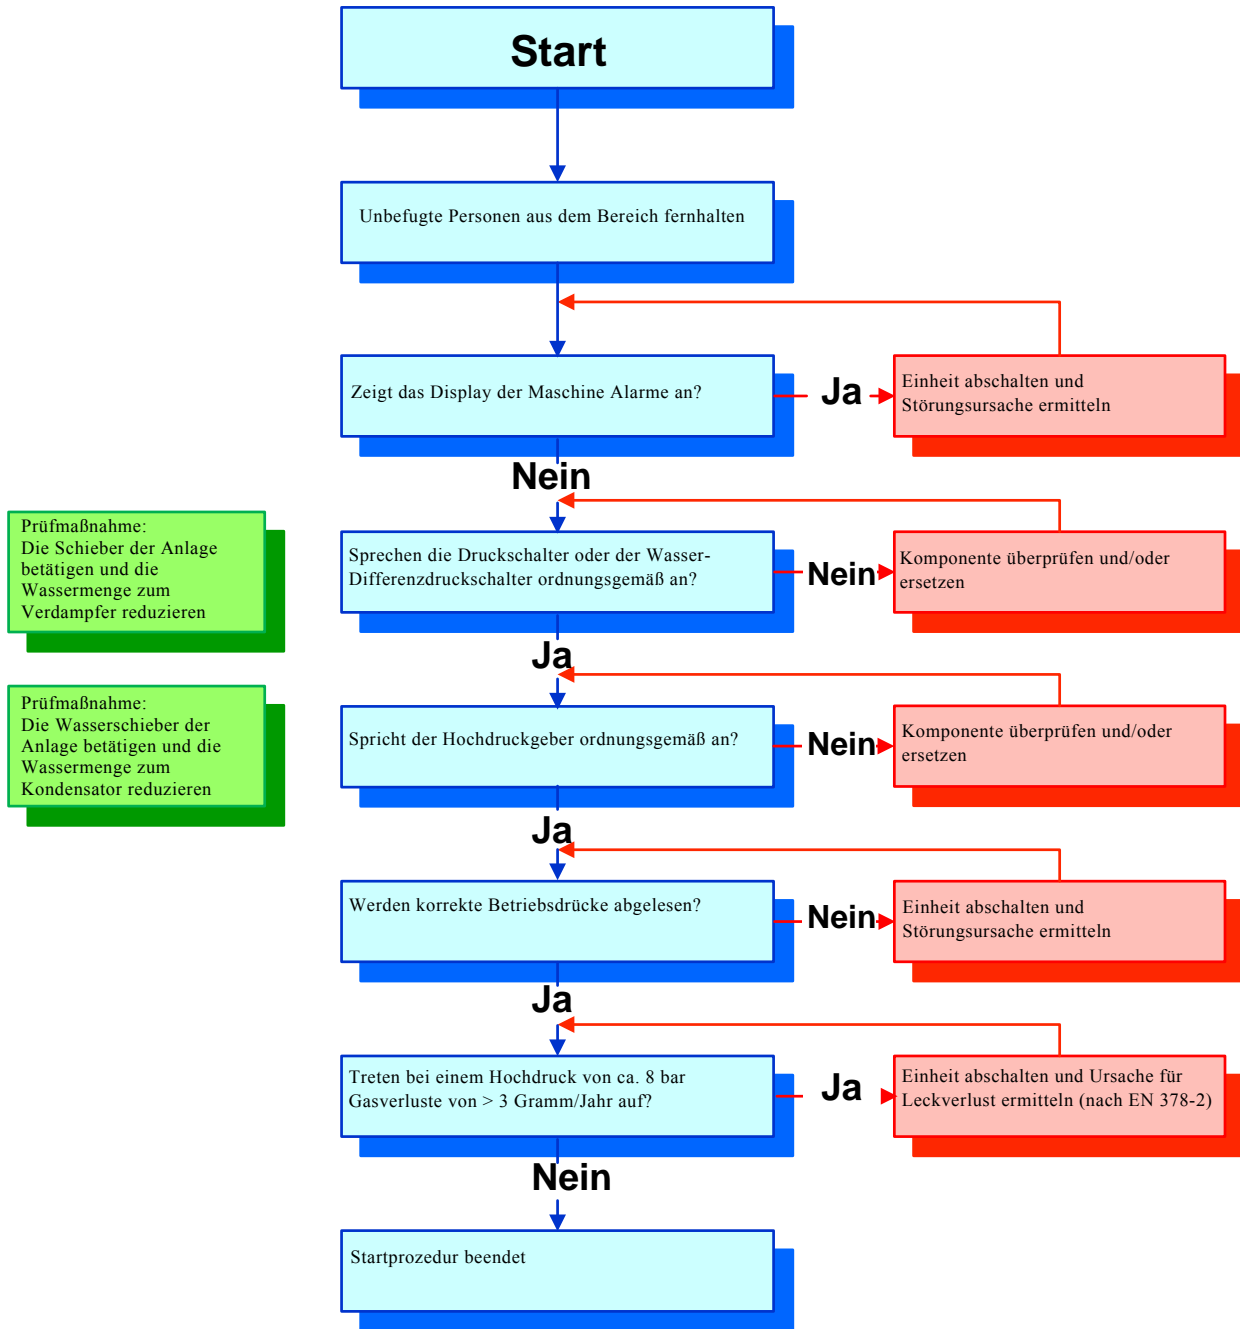 Start
Unbefugte Personen aus dem Bereich fernhalten
Zeigt das Display der Maschine Alarme an?
Ja
Einheit abschalten und
Störungsursache ermitteln
Nein
Prüfmaßnahme:
Die Schieber der Anlage
betätigen und die
Wassermenge zum
Verdampfer reduzieren
Sprechen die Druckschalter oder der Wasser-
Differenzdruckschalter ordnungsgemäß an?
Nein
Komponente überprüfen und/oder
ersetzen
Ja
Prüfmaßnahme:
Die Wasserschieber der
Anlage betätigen und die
Wassermenge zum
Kondensator reduzieren
Spricht der Hochdruckgeber ordnungsgemäß an?
Nein
Komponente überprüfen und/oder
ersetzen
Ja
Werden korrekte Betriebsdrücke abgelesen?
Nein
Einheit abschalten und
Störungsursache ermitteln
Ja
Treten bei einem Hochdruck von ca. 8 bar
Gasverluste von > 3 Gramm/Jahr auf?
Ja
Einheit abschalten und Ursache für
Leckverlust ermitteln (nach EN 378-2)
Nein
Startprozedur beendet